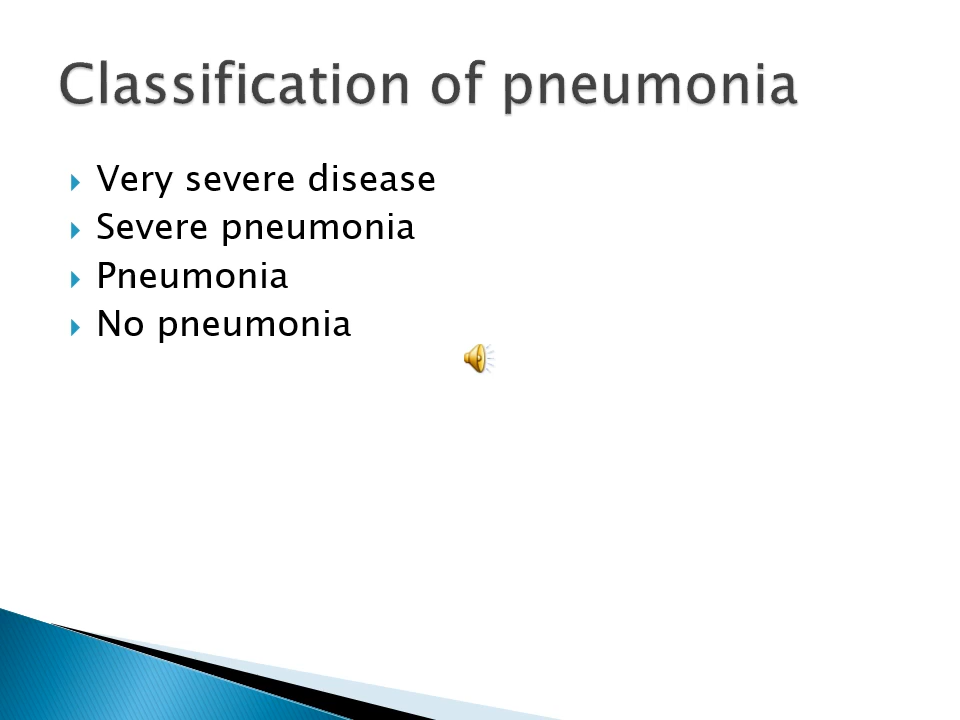 Classification of pneumonia
Very severe disease
Severe pneumonia
Pneumonia
No pneumonia